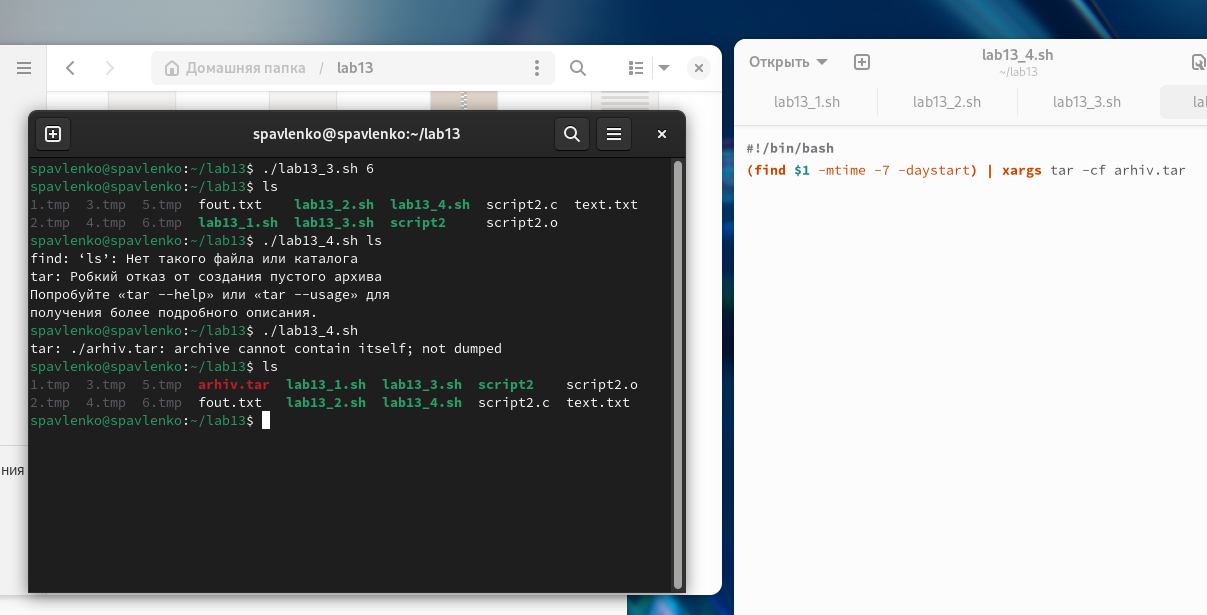 Домашняя папка / lab13
spavlenko@spavlenko:~/lab13
spavlenko@spavlenko:~/lab13$ ./lab13_3.sh 6
spavlenko@spavlenko:~/lab13$ ls
1.tmp 3.tmp 5.tmp fout.txt lab13_2.sh lab13_4.sh script2.c text.txt
2.tmp 4.tmp 6.tmp lab13_1.sh lab13_3.sh script2 script2.o
spavlenko@spavlenko:~/lab13$ ./lab13_4.sh ls
find: ‘ls’: Нет такого файла или каталога
tar: Робкий отказ от создания пустого архива
Попробуйте «tar --help» или «tar --usage» для
получения более подробного описания.
spavlenko@spavlenko:~/lab13$ ./lab13_4.sh
tar: ./arhiv.tar: archive cannot contain itself; not dumped
spavlenko@spavlenko:~/lab13$ ls
1.tmp 3.tmp 5.tmp arhiv.tar lab13_1.sh lab13_3.sh script2 script2.o
2.tmp 4.tmp 6.tmp fout.txt lab13_2.sh lab13_4.sh script2.c text.txt
spavlenko@spavlenko:~/lab13$
ния
Открыть
lab13_4.sh
~/lab13
lab13_1.sh lab13_2.sh lab13_3.sh la
#!/bin/bash
(find $1 -mtime -7 -daystart) | xargs tar -cf arhiv.tar